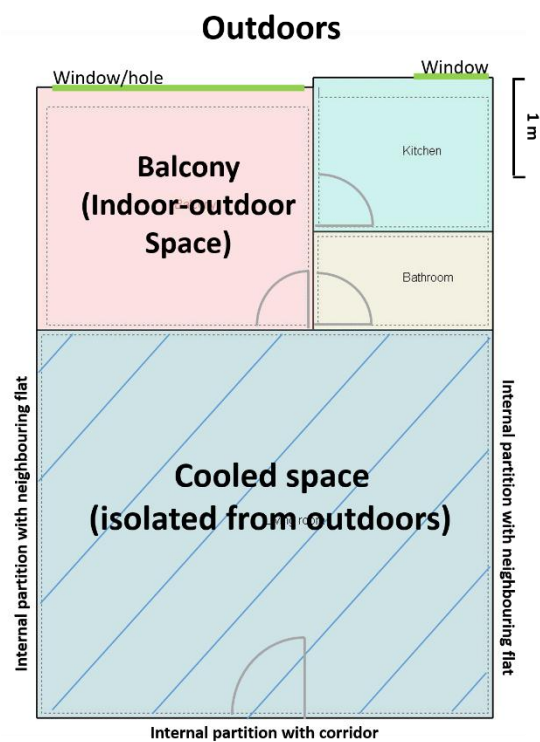 Outdoors
Window/hole
Window
1 m
Kitchen
Balcony
(Indoor-outdoor
Space)
Bathroom
Internal partition with neighbouring flat
Cooled space
(isolated from outdoors)
Internal partition with neighbouring flat
Internal partition with corridor